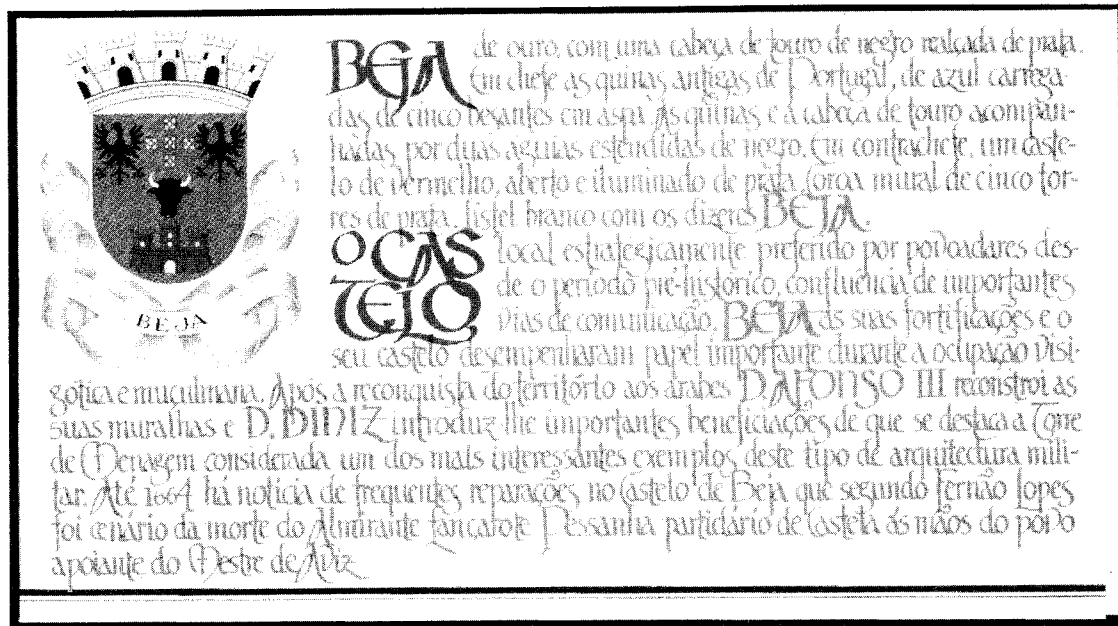 BEJA
BEJA de ouro, com uma cabeça de touro de negro realçada de prata.
Em chefe as quinas antigas de Portugal, de azul carrega-
das de cinco besantes em aspa. As quinas e a cabeça de touro acompan-
hadas por duas aguias estendidas de negro. Em contrachefe, um caste-
lo de vermelho, aberto e iluminado de prata. Coroa mural de cinco tor-
res de prata. Listel branco com os dizeres BEJA.
O CASTELO local estrategicamente preferido por povoadores des-
de o periodo pré-historico, confluência de importantes
vias de comunicação. BEJA as suas fortificações e o
seu castelo desempenharam papel importante durante a ocupação visi-
gotica e muculmana. Após a reconquista do território aos arabes D. AFONSO III reconstroi as
suas muralhas e D. DINIZ introduz-lhe importantes beneficiações de que se destaca a Torre
de Menagem considerada um dos mais interessantes exemplos deste tipo de arquitectura mili-
tar. Até 1664 há noticia de frequentes reparações no Castelo de Beja que segundo Fernão Lopes
foi cenario da morte do Almirante Lançarote Pessanha partidário de Castela ás mãos do povo
apoiante do Mestre de Aviz